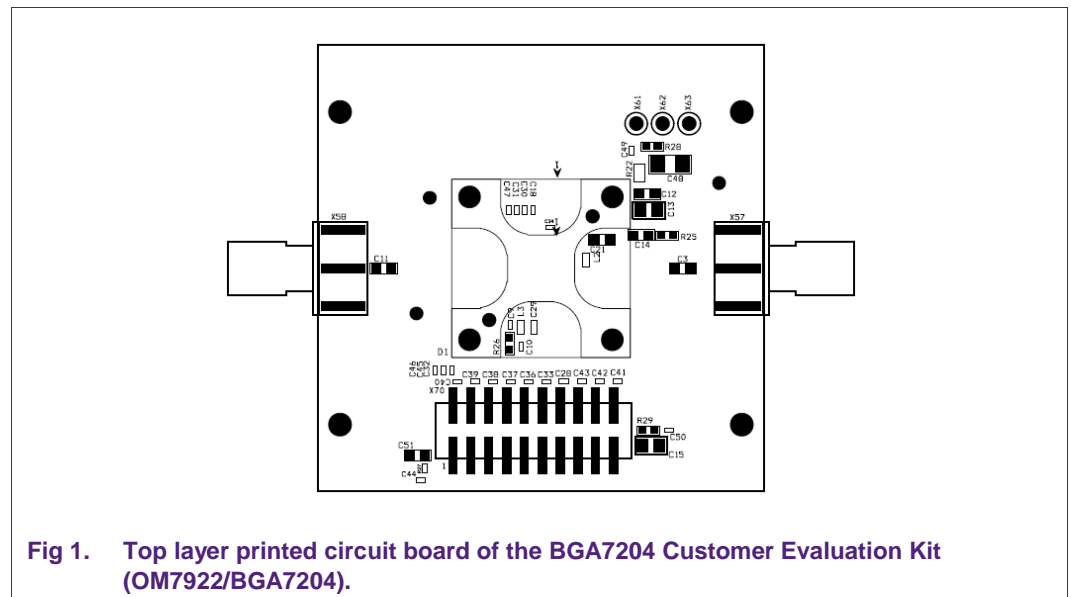 X61 X62 X63
C49 R28
R22 C48
C47 C31 C30 C18
1
C12
C13
X58 X57
1
C14 R25
C11 C3
L2
C9 L3 C29
R26 C10
D1
C46 C45 C32
C40 C39 C38 C37 C36 C33 C28 C43 C42 C41
X70
R29
C50
C51 C15
1
C44
Fig 1. Top layer printed circuit board of the BGA7204 Customer Evaluation Kit
(OM7922/BGA7204).